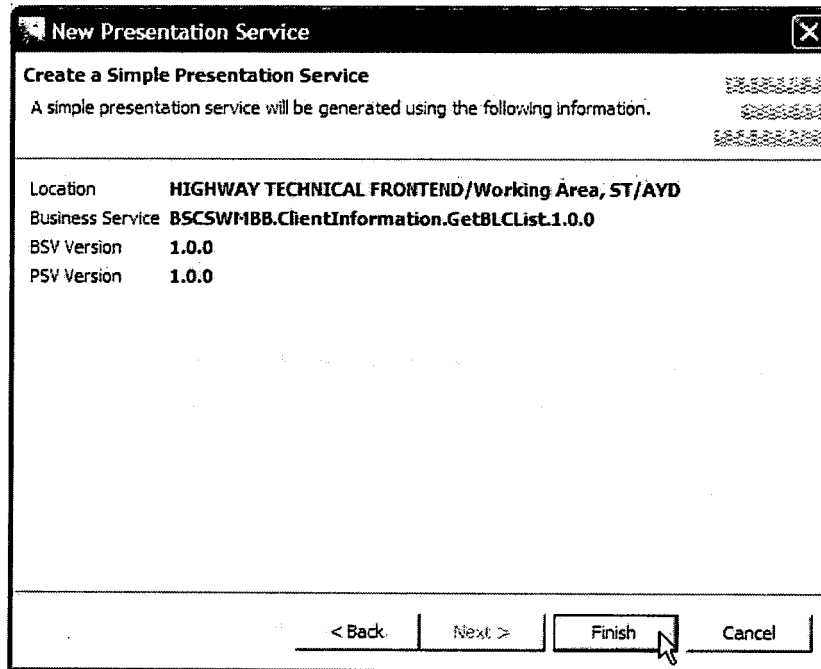 New Presentation Service
Create a Simple Presentation Service
A simple presentation service will be generated using the following information.
Location HIGHWAY TECHNICAL FRONTEND/Working Area, ST/AYD
Business Service BSCSWMBB.ClientInformation.GetBLCList.1.0.0
BSV Version 1.0.0
PSV Version 1.0.0
< Back Next > Finish Cancel